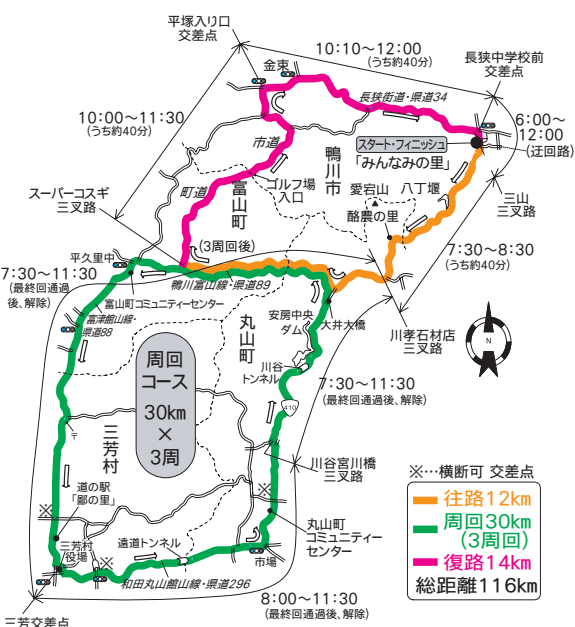 平塚入り口
交差点
金束
10:10〜12:00
(うち約40分)
長狭中学校前
交差点
長狭街道・県道34
6:00〜
12:00
(迂回路)
10:00〜11:30
(うち約40分)
スタート・フィニッシュ
「みんなみの里」
市道
鴨川市
町道
富山町
ゴルフ場
入口
愛宕山
八丁堰
酪農の里
三山
三叉路
スーパーコスギ
三叉路
(3周回後)
7:30〜8:30
(うち約40分)
平久里中
7:30〜11:30
(最終回通過
後、解除)
鴨川富山線・県道89
富山町コミュニティーセンター
富津館山線・
県道88
大井大橋
川孝石材店
三叉路
安房中央
ダム
丸山町
川谷
トンネル
N
周回
コース
30km
×
3周
7:30〜11:30
(最終回通過後、解除)
410
三芳村
〒
川谷宮川橋
三叉路
※…横断可 交差点
往路12km
周回30km
(3周回)
復路14km
総距離116km
道の駅
「鄙の里」
※
※
丸山町
コミュニティー
センター
三芳村
役場
※
遠道トンネル
市場
和田丸山館山線・県道296
8:00〜11:30
(最終回通過後、解除)
三芳交差点